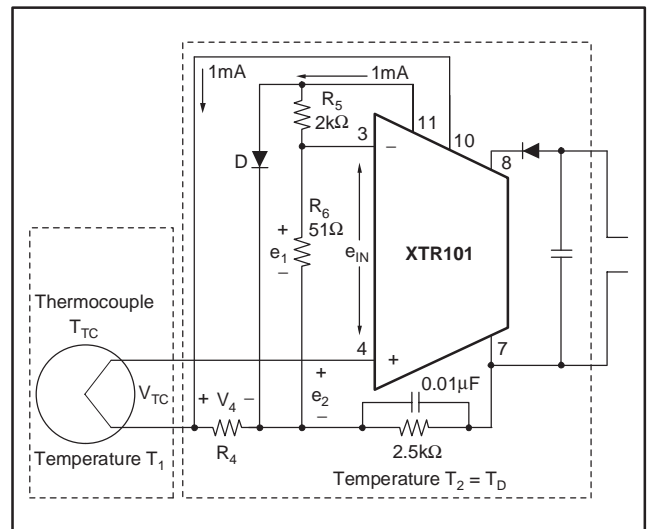 1mA
1mA
R5
2kΩ
11
10
3
−
8
D
R6
51Ω
+
e1
−
eIN
XTR101
Thermocouple
TTC
4
+
7
VTC
+
e2
−
0.01µF
+ V4 −
R4
2.5kΩ
Temperature T1
Temperature T2 = TD